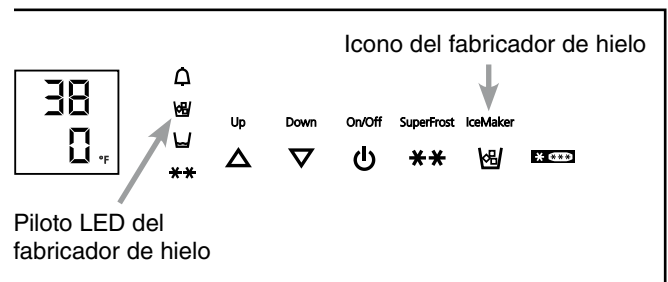 Icono del fabricador de hielo
38
0 °F
Up Down On/Off SuperFrost IceMaker
Piloto LED del
fabricador de hielo